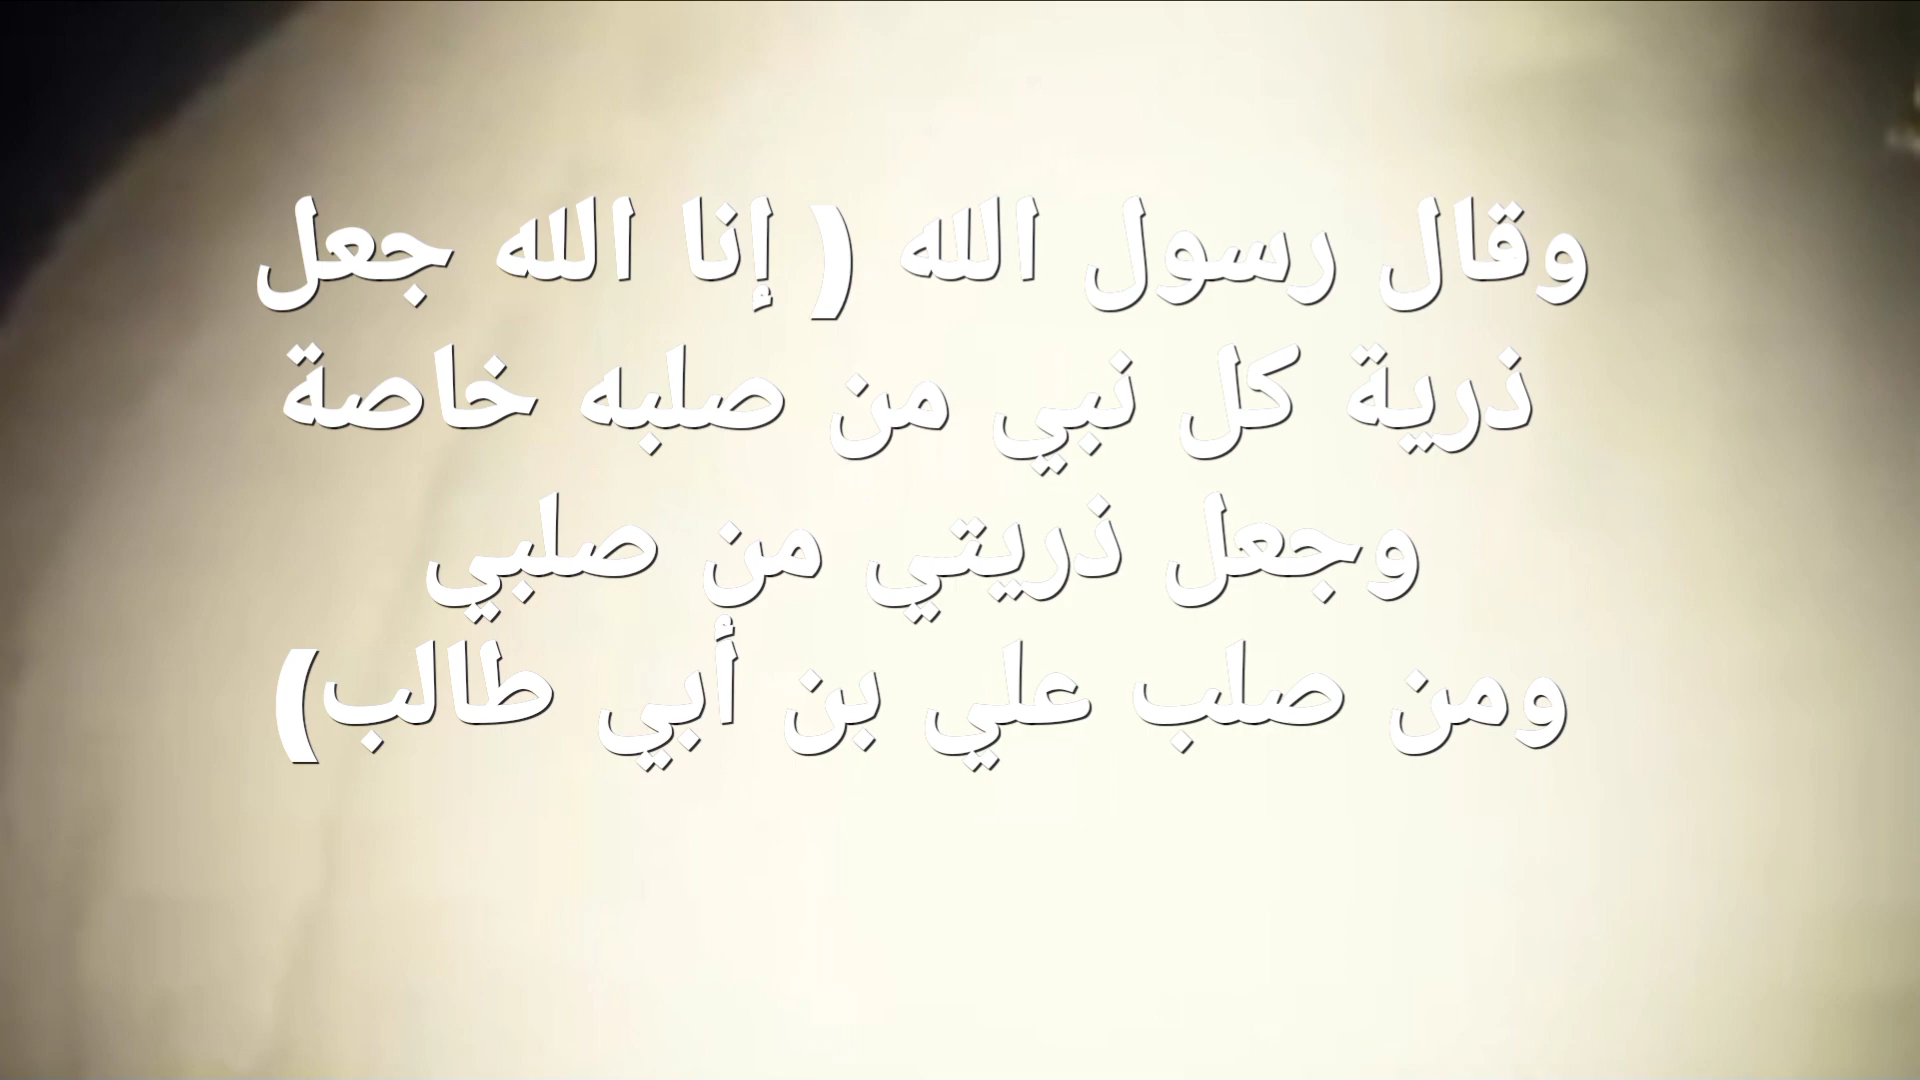 وقال رسول الله ( إنا الله جعل
ذرية كل نبي من صلبه خاصة
وجعل ذريتي من صلبي
ومن صلب علي بن أبي طالب)